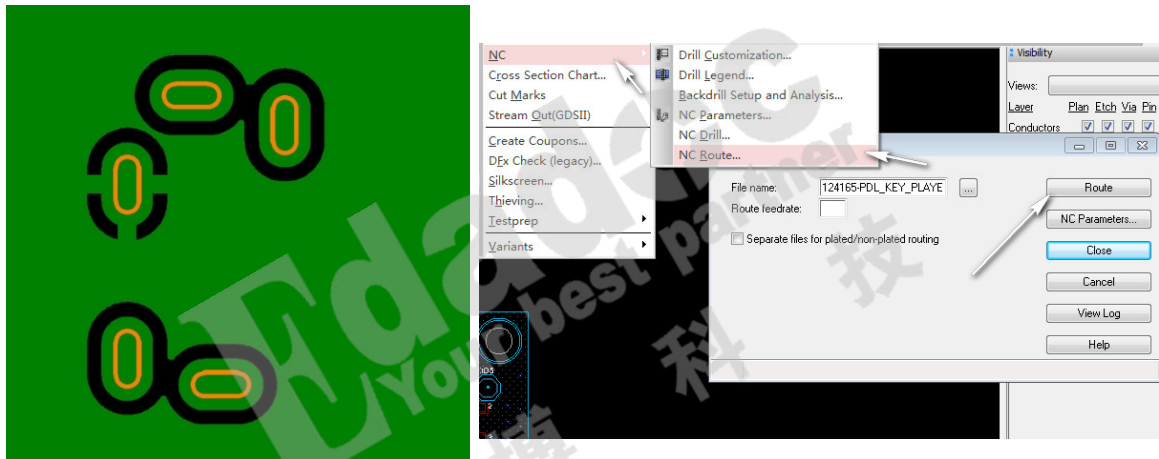 NC
Cross Section Chart...
Cut Marks
Stream Out(GDSII)
Create Coupons...
DFx Check (legacy)...
Silkscreen...
Thieving...
Testprep
Variants
Drill Customization...
Drill Legend...
Backdrill Setup and Analysis...
NC Parameters...
NC Drill...
NC Route...
Visibility
Views:
Layer Plan Etch Via Pin
Conductors
File name: 124165-PDL_KEY_PLAYE ...
Route feedrate:
Separate files for plated/non-plated routing
Route
NC Parameters...
Close
Cancel
View Log
Help
Edadoc
Your best partner
博
科
技